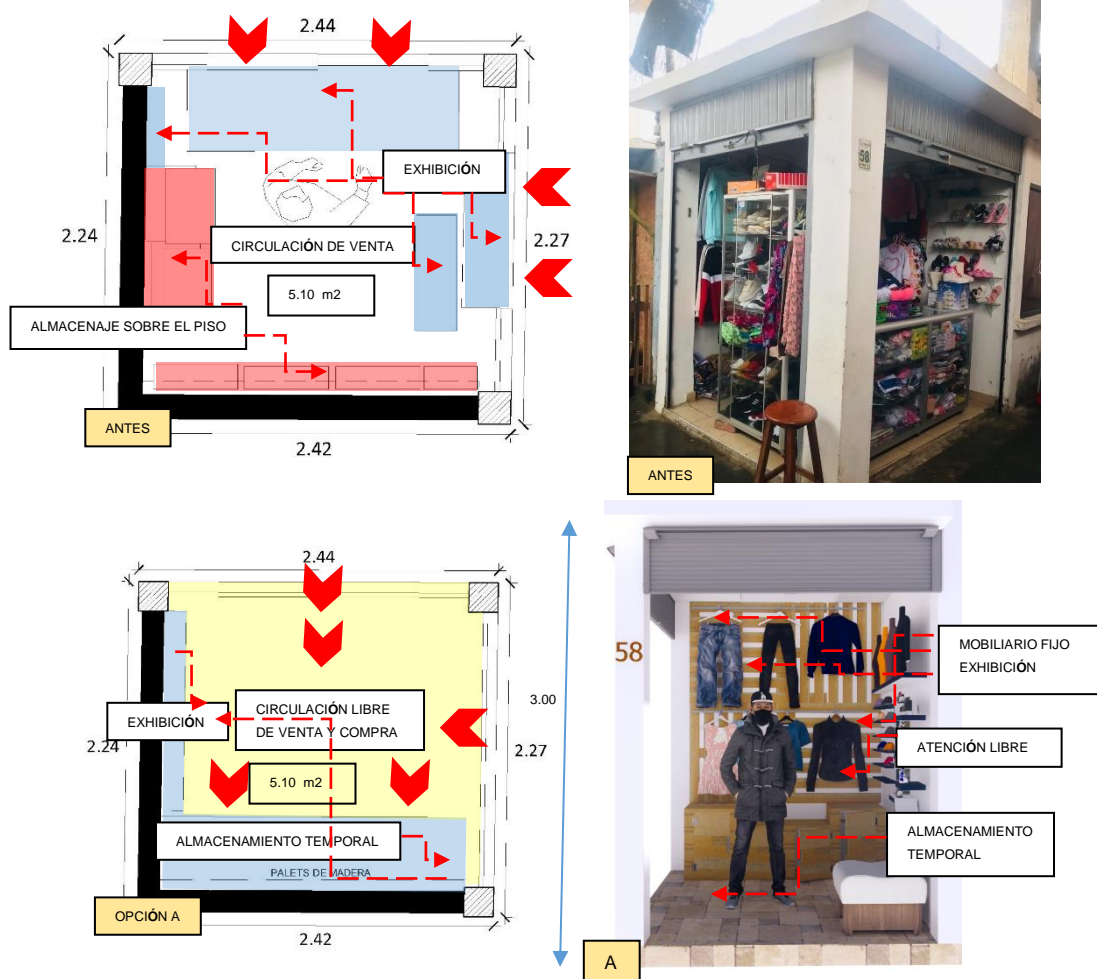 2.44
EXHIBICIÓN
2.24
CIRCULACIÓN DE VENTA
2.27
5.10 m2
ALMACENAJE SOBRE EL PISO
ANTES
2.42
58
ANTES
2.44
EXHIBICIÓN
CIRCULACIÓN LIBRE
DE VENTA Y COMPRA
2.24
2.27
5.10 m2
ALMACENAMIENTO TEMPORAL
PALETS DE MADERA
OPCIÓN A
2.42
3.00
58
MOBILIARIO FIJO
EXHIBICIÓN
ATENCIÓN LIBRE
ALMACENAMIENTO
TEMPORAL
A